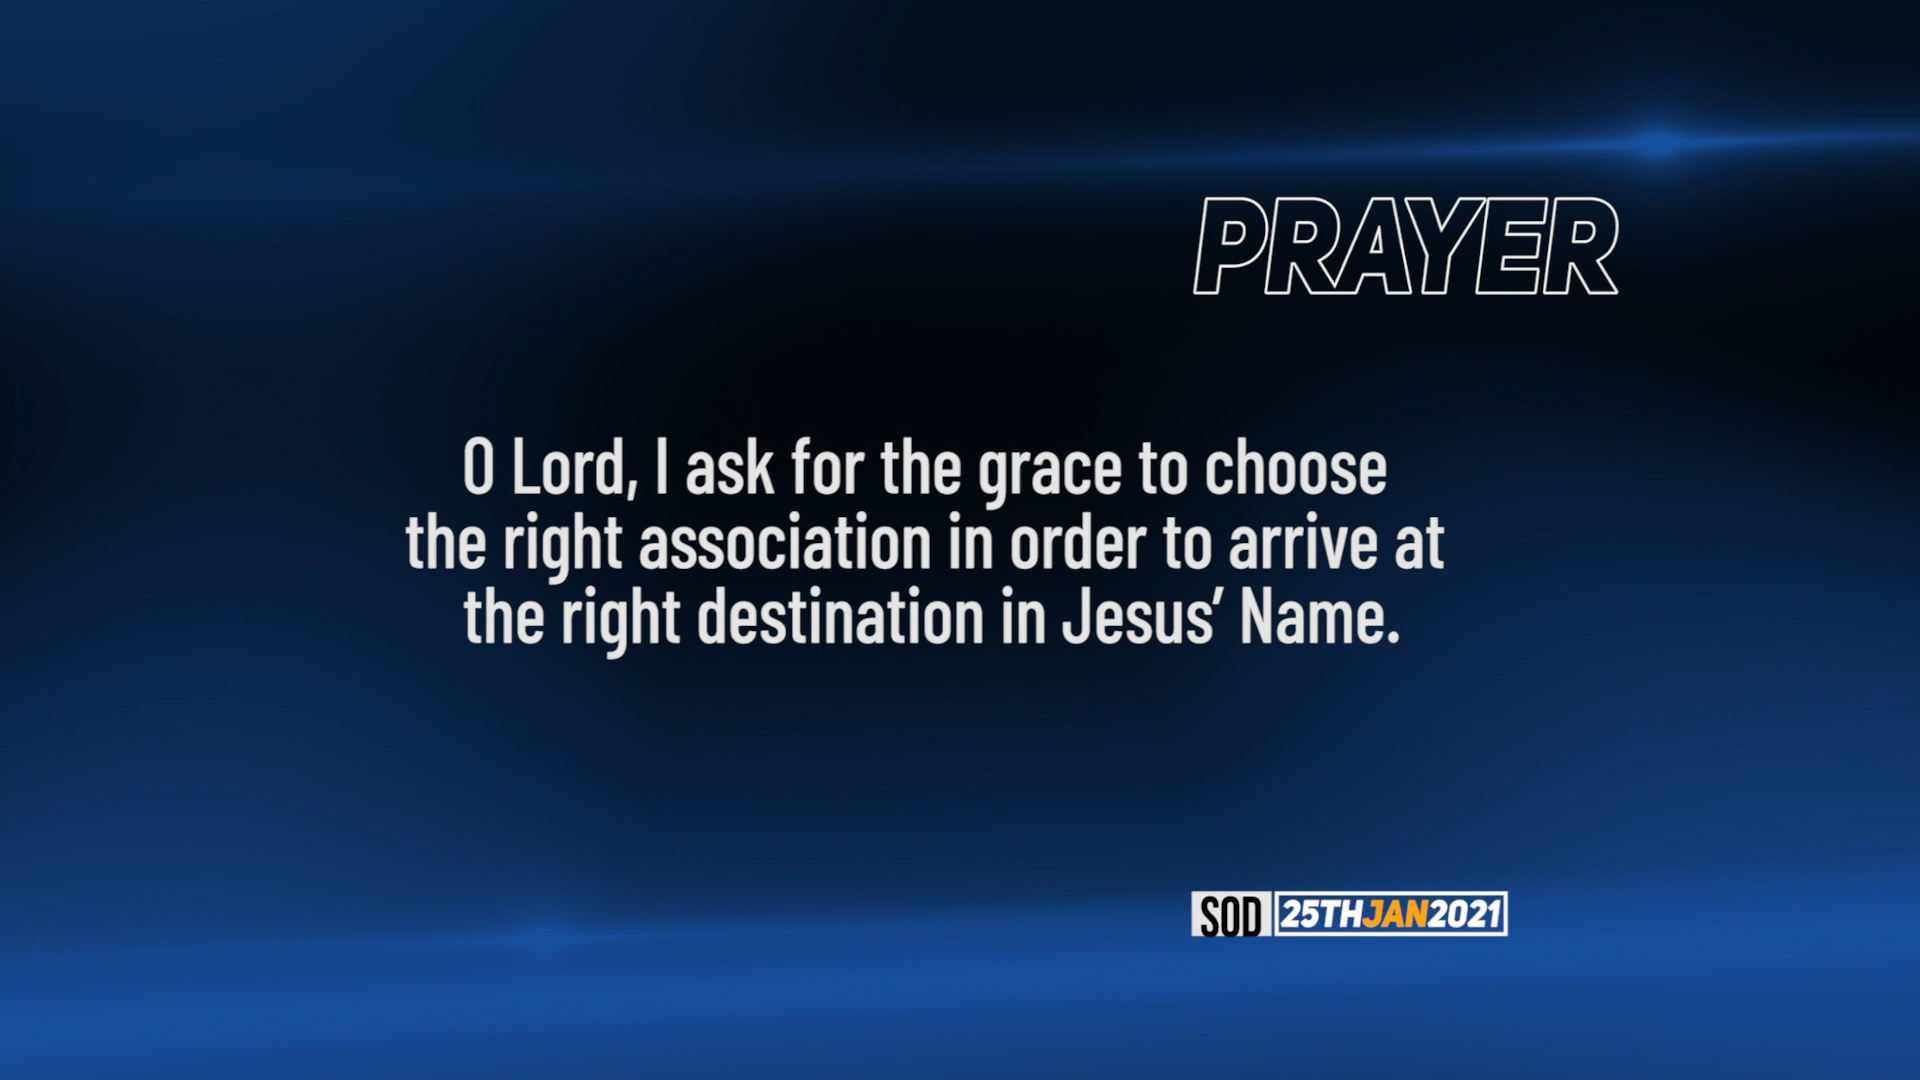 PRAYER
O Lord, I ask for the grace to choose
the right association in order to arrive at
the right destination in Jesus’ Name.
SOD 25THJAN2021